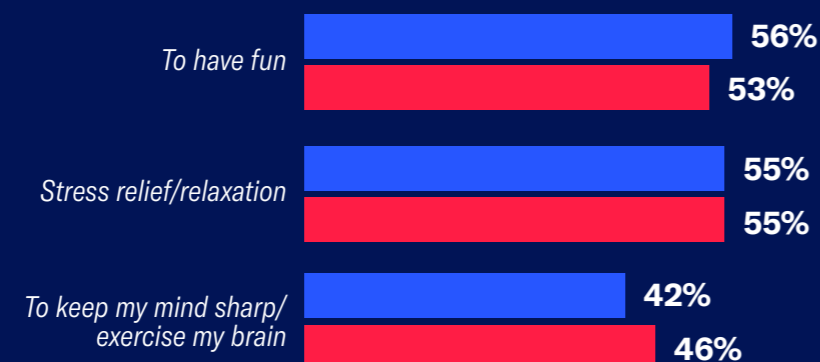 To have fun
56%
53%
Stress relief/relaxation
55%
55%
To keep my mind sharp/
exercise my brain
42%
46%